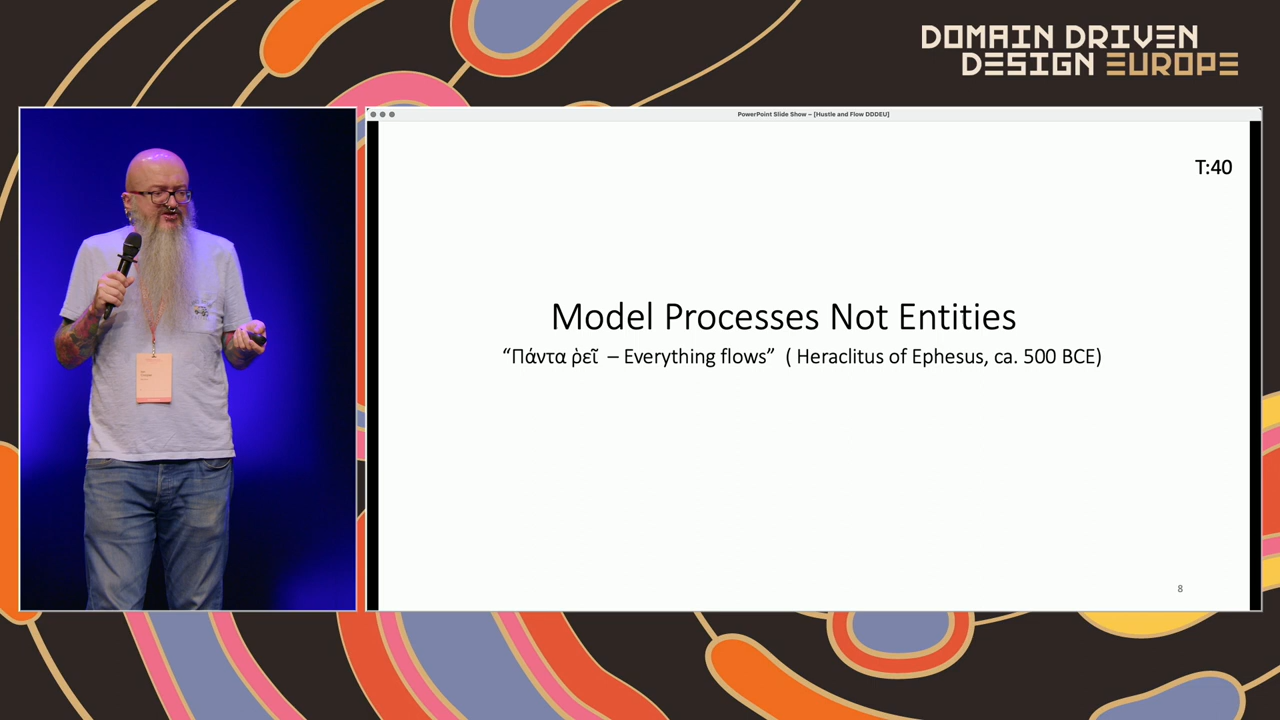 DOMAIN DRIVEN
DESIGN EUROPE
PowerPoint Slide Show – [Hustle and Flow DDDEU]
T:40
Model Processes Not Entities
“Πάντα ῥεῖ – Everything flows” ( Heraclitus of Ephesus, ca. 500 BCE)
8